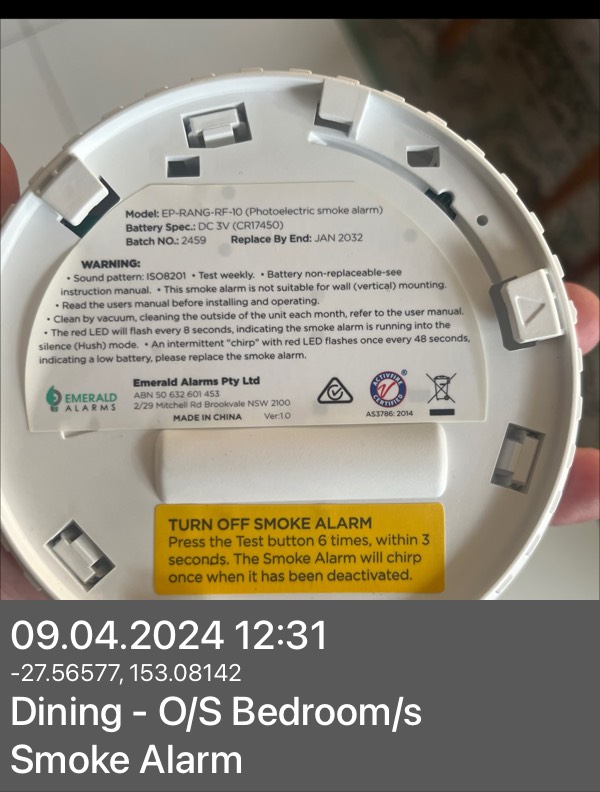 Model: EP-RANG-RF-10 (Photoelectric smoke alarm)
Battery Spec.: DC 3V (CR17450)
Batch NO.: 2459 Replace By End: JAN 2032
WARNING:
• Sound pattern: ISO8201 • Test weekly. • Battery non-replaceable-see
instruction manual. • This smoke alarm is not suitable for wall (vertical) mounting.
• Read the users manual before installing and operating.
• Clean by vacuum, cleaning the outside of the unit each month, refer to the user manual.
• The red LED will flash every 8 seconds, indicating the smoke alarm is running into the
silence (Hush) mode. • An intermittent "chirp" with red LED flashes once every 48 seconds,
indicating a low battery, please replace the smoke alarm.
EMERALD
ALARMS
Emerald Alarms Pty Ltd
ABN 50 632 601 453
2/29 Mitchell Rd Brookvale NSW 2100
MADE IN CHINA Ver:1.0
ACTIVFIRE
CERTIFIED
AS3786: 2014
TURN OFF SMOKE ALARM
Press the Test button 6 times, within 3
seconds. The Smoke Alarm will chirp
once when it has been deactivated.
09.04.2024 12:31
-27.56577, 153.08142
Dining - O/S Bedroom/s
Smoke Alarm